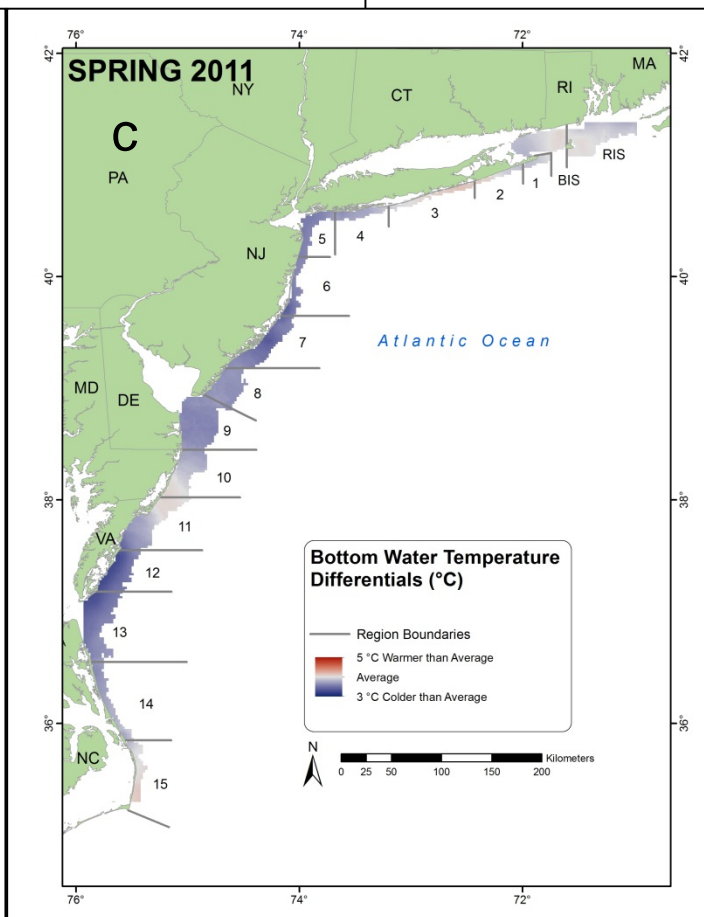 76°
74°
72°
42°
42°
SPRING 2011
C
NY
CT
RI
MA
PA
RIS
BIS
1
2
3
4
5
NJ
40°
40°
6
7
Atlantic Ocean
MD
DE
8
9
10
38°
38°
11
VA
12
13
14
36°
36°
NC
15
Bottom Water Temperature
Differentials (°C)
Region Boundaries
5 °C Warmer than Average
Average
3 °C Colder than Average
N
Kilometers
0 25 50 100 150 200
76°
74°
72°